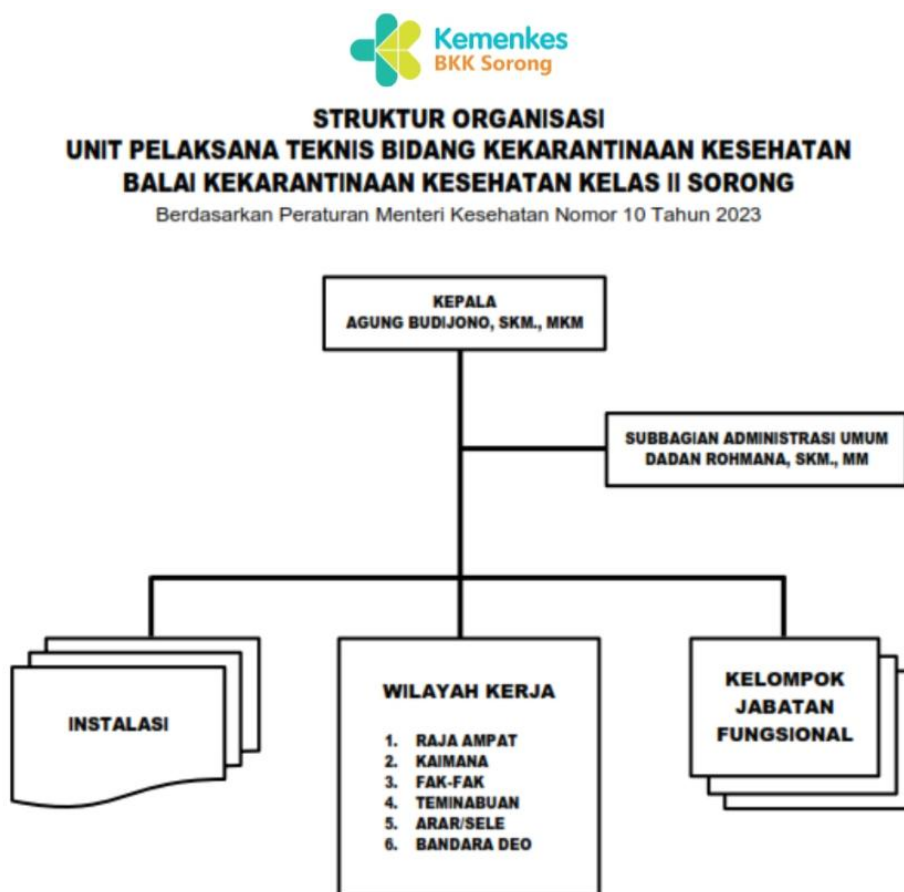 Kemenkes
BKK Sorong
STRUKTUR ORGANISASI
UNIT PELAKSANA TEKNIS BIDANG KEKARANTINAAN KESEHATAN
BALAI KEKARANTINAAN KESEHATAN KELAS II SORONG
Berdasarkan Peraturan Menteri Kesehatan Nomor 10 Tahun 2023
KEPALA
AGUNG BUDIJONO, SKM., MKM
SUBBAGIAN ADMINISTRASI UMUM
DADAN ROHMANA, SKM., MM
INSTALASI
WILAYAH KERJA
1. RAJA AMPAT
2. KAIMANA
3. FAK-FAK
4. TEMINABUAN
5. ARAR/SELE
6. BANDARA DEO
KELOMPOK
JABATAN
FUNGSIONAL